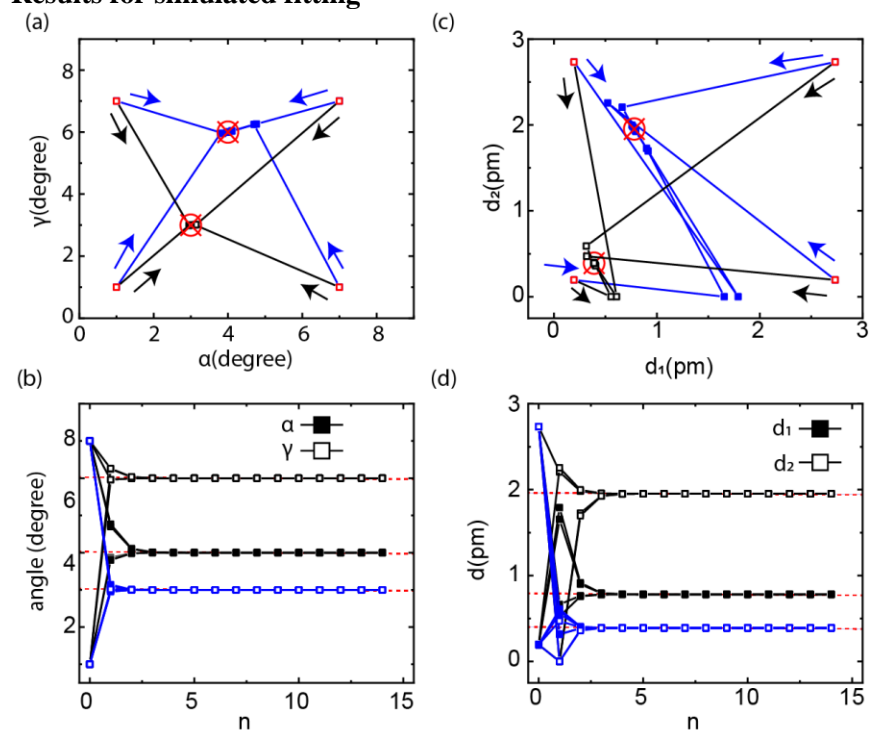 Results for simulated fitting
(a)
γ(degree)
8
6
4
2
0
0 2 4 6 8
α(degree)
(c)
d₂(pm)
3
2
1
0
0 1 2 3
d₁(pm)
(b)
angle (degree)
8
6
4
2
α
γ
0 5 10 15
n
(d)
d(pm)
3
2
1
0
d₁
d₂
0 5 10 15
n